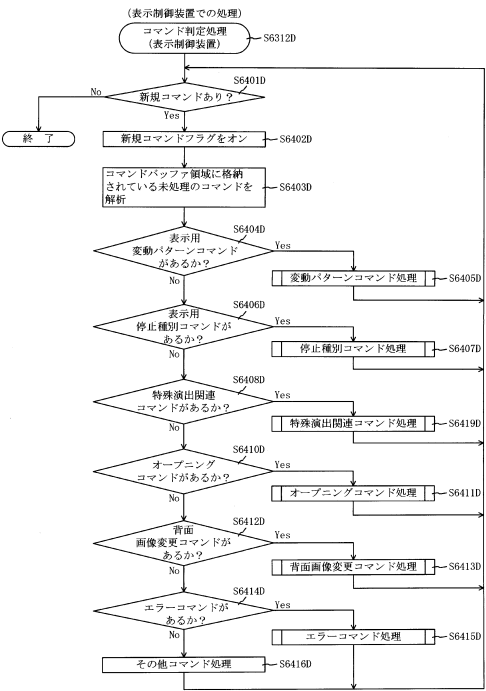 (表示制御装置での処理)
コマンド判定処理
(表示制御装置)
S6312D
S6401D
新規コマンドあり?
No
Yes
終 了
新規コマンドフラグをオン
S6402D
コマンドバッファ領域に格納
されている未処理のコマンドを
解析
S6403D
S6404D
表示用
変動パターンコマンド
があるか?
Yes
No
変動パターンコマンド処理
S6405D
S6406D
表示用
停止種別コマンドが
あるか?
Yes
No
停止種別コマンド処理
S6407D
S6408D
特殊演出関連
コマンドがあるか?
Yes
No
特殊演出関連コマンド処理
S6419D
S6410D
オープニング
コマンドがあるか?
Yes
No
オープニングコマンド処理
S6411D
S6412D
背面
画像変更コマンドが
あるか?
Yes
No
背面画像変更コマンド処理
S6413D
S6414D
エラーコマンドが
あるか?
Yes
No
エラーコマンド処理
S6415D
その他コマンド処理
S6416D